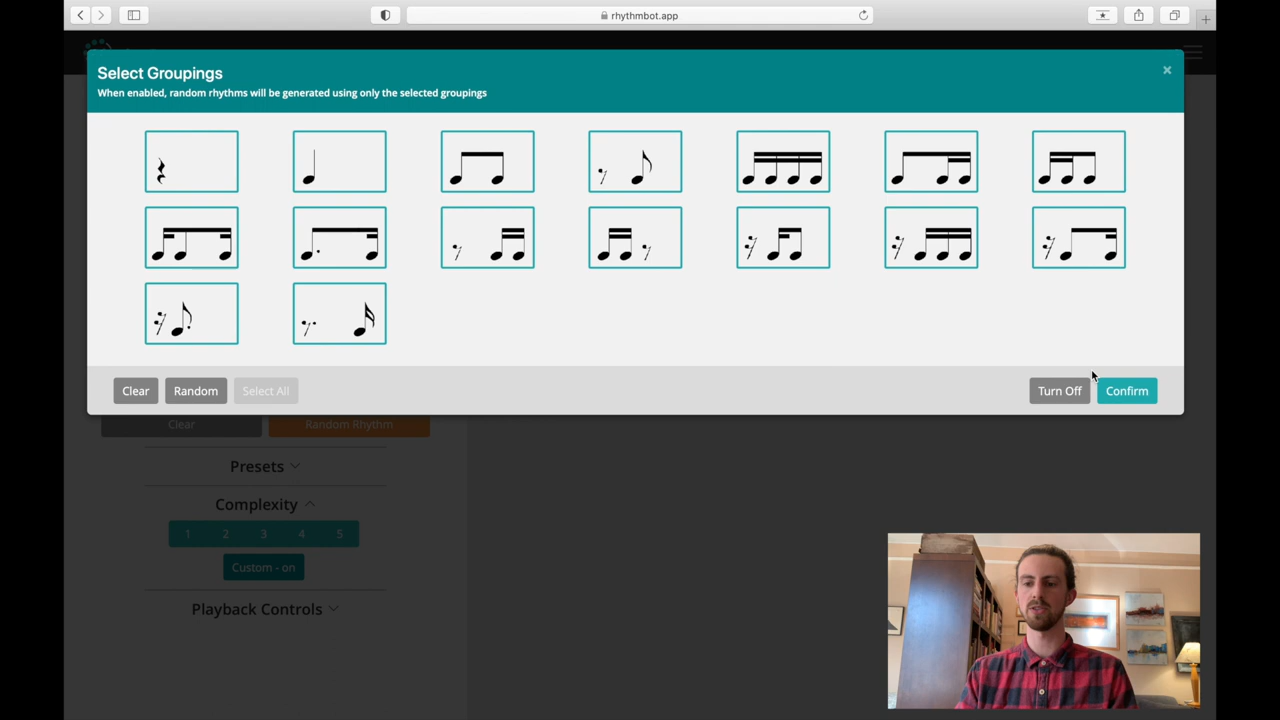 rhythmbot.app
Select Groupings
×
When enabled, random rhythms will be generated using only the selected groupings
Clear
Random
Select All
Turn Off
Confirm
Clear
Random Rhythm
Presets
Complexity
1 2 3 4 5
Custom - on
Playback Controls